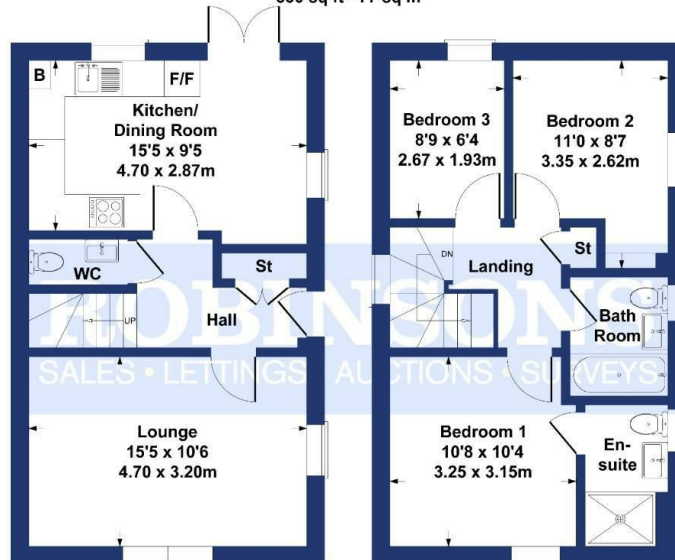 B
F/F
Kitchen/
Dining Room
15'5 x 9'5
4.70 x 2.87m
WC
St
UP
Hall
Lounge
15'5 x 10'6
4.70 x 3.20m
Bedroom 3
8'9 x 6'4
2.67 x 1.93m
Bedroom 2
11'0 x 8'7
3.35 x 2.62m
DN
Landing
St
Bath
Room
Bedroom 1
10'8 x 10'4
3.25 x 3.15m
En-
suite
ROBINSONS
SALES • LETTINGS • AUCTIONS • SURVEYS